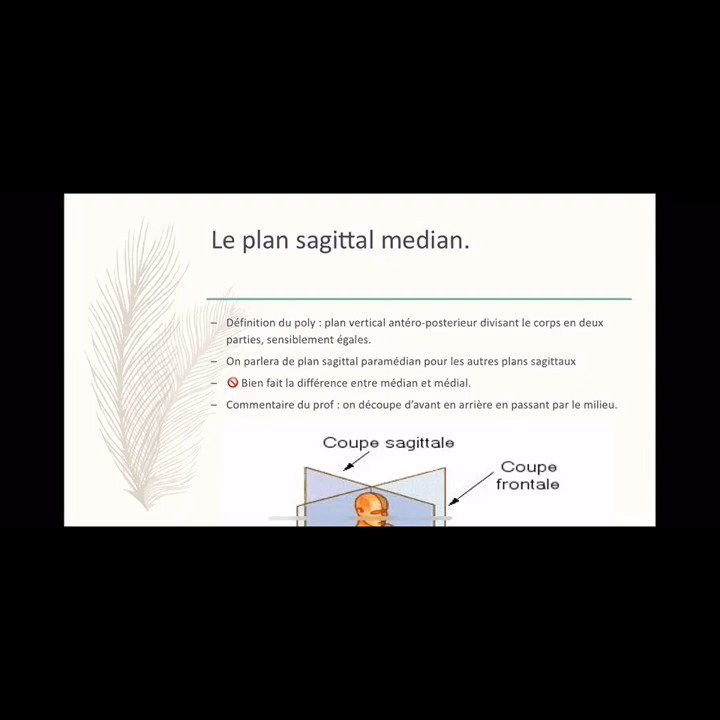 Le plan sagittal median.
– Définition du poly : plan vertical antéro-posterieur divisant le corps en deux
parties, sensiblement égales.
– On parlera de plan sagittal paramédian pour les autres plans sagittaux
– 🚫 Bien fait la différence entre médian et médial.
– Commentaire du prof : on découpe d’avant en arrière en passant par le milieu.
Coupe sagittale
Coupe
frontale